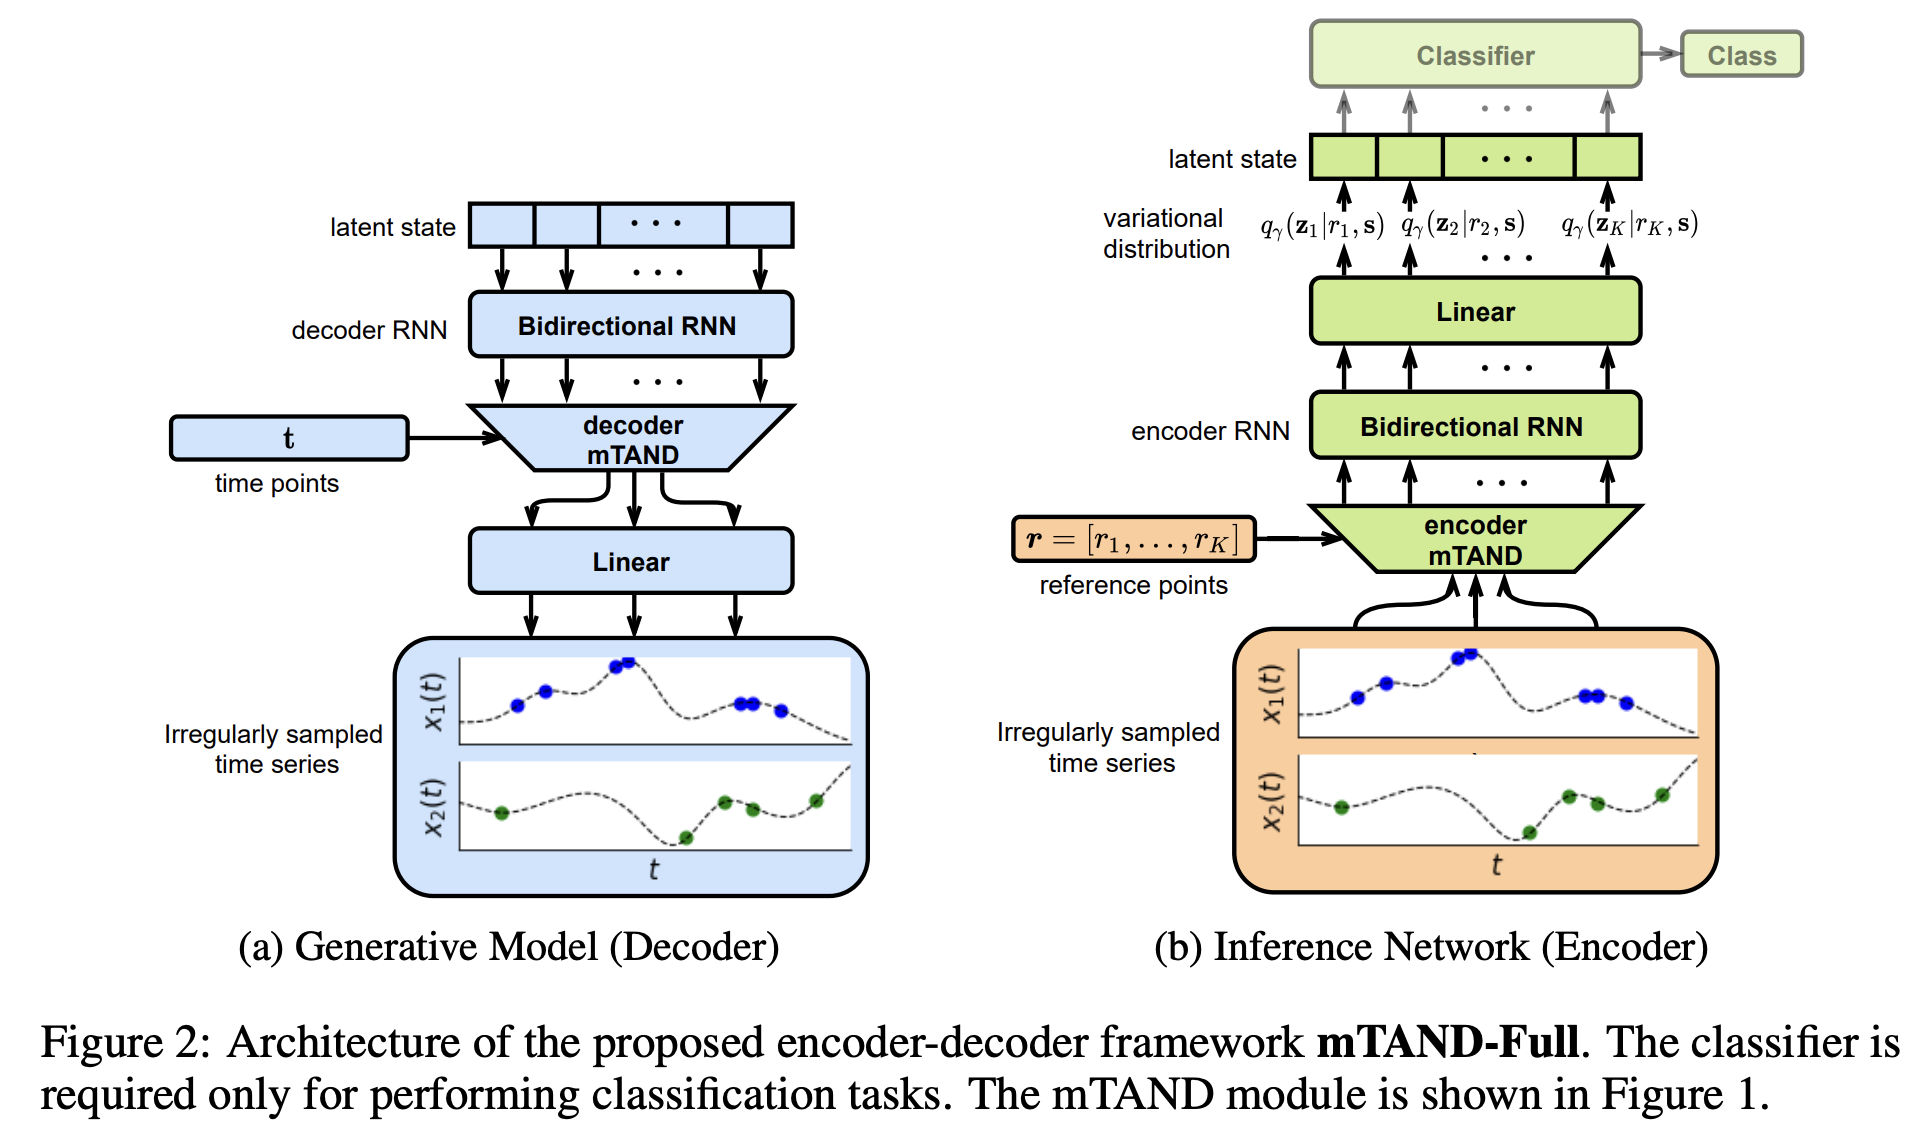 latent state
· · ·
· · ·
decoder RNN
Bidirectional RNN
· · ·
t
time points
decoder
mTAND
Linear
Irregularly sampled
time series
x₁(t)
x₂(t)
t
(a) Generative Model (Decoder)
Classifier
Class
· · ·
latent state
· · ·
variational
distribution
qᵧ(z₁|r₁, s)
qᵧ(z₂|r₂, s)
qᵧ(z_K|r_K, s)
· · ·
Linear
· · ·
encoder RNN
Bidirectional RNN
· · ·
r = [r₁, . . . , r_K]
reference points
encoder
mTAND
Irregularly sampled
time series
x₁(t)
x₂(t)
t
(b) Inference Network (Encoder)
Figure 2: Architecture of the proposed encoder-decoder framework mTAND-Full. The classifier is
required only for performing classification tasks. The mTAND module is shown in Figure 1.